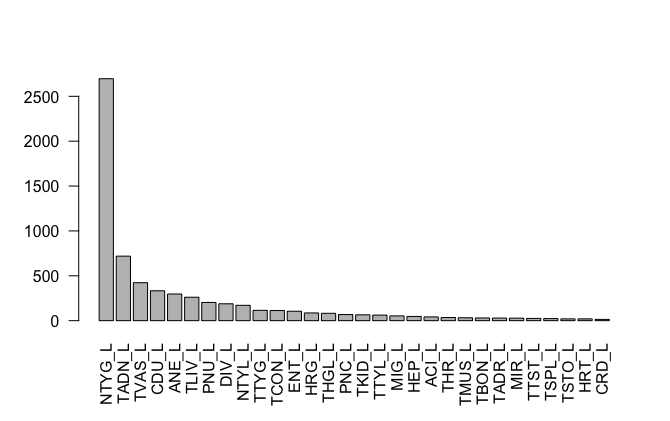 2500
2000
1500
1000
500
0
NTYG_L
TADN_L
TVAS_L
CDU_L
ANE_L
TLIV_L
PNU_L
DIV_L
NTYL_L
TTYG_L
TCON_L
ENT_L
HRG_L
THGL_L
PNC_L
TKID_L
TTYL_L
MIG_L
HEP_L
ACI_L
THR_L
TMUS_L
TBON_L
TADR_L
MIR_L
TTST_L
TSPL_L
TSTO_L
HRT_L
CRD_L